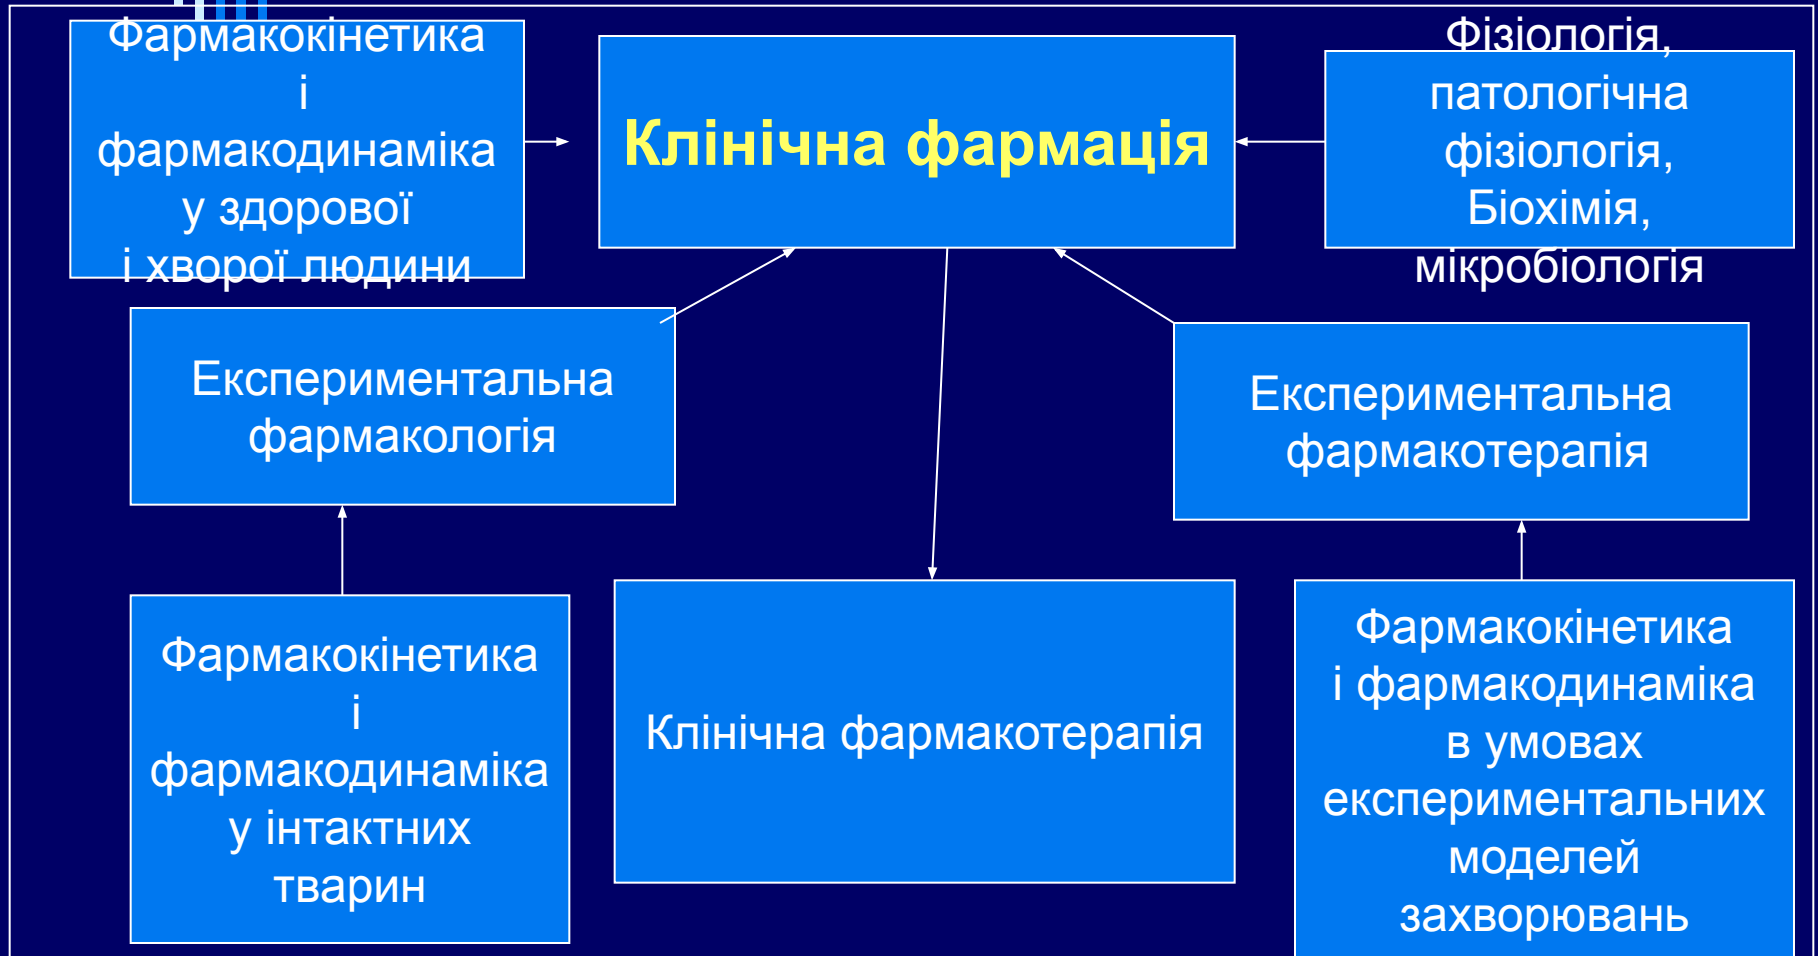 Фармакокінетика
і
фармакодинаміка
у здорової
і хворої людини
Клінічна фармація
Фізіологія,
патологічна
фізіологія,
Біохімія,
мікробіологія
Експериментальна
фармакологія
Експериментальна
фармакотерапія
Фармакокінетика
і
фармакодинаміка
у інтактних
тварин
Клінічна фармакотерапія
Фармакокінетика
і фармакодинаміка
в умовах
експериментальних
моделей
захворювань